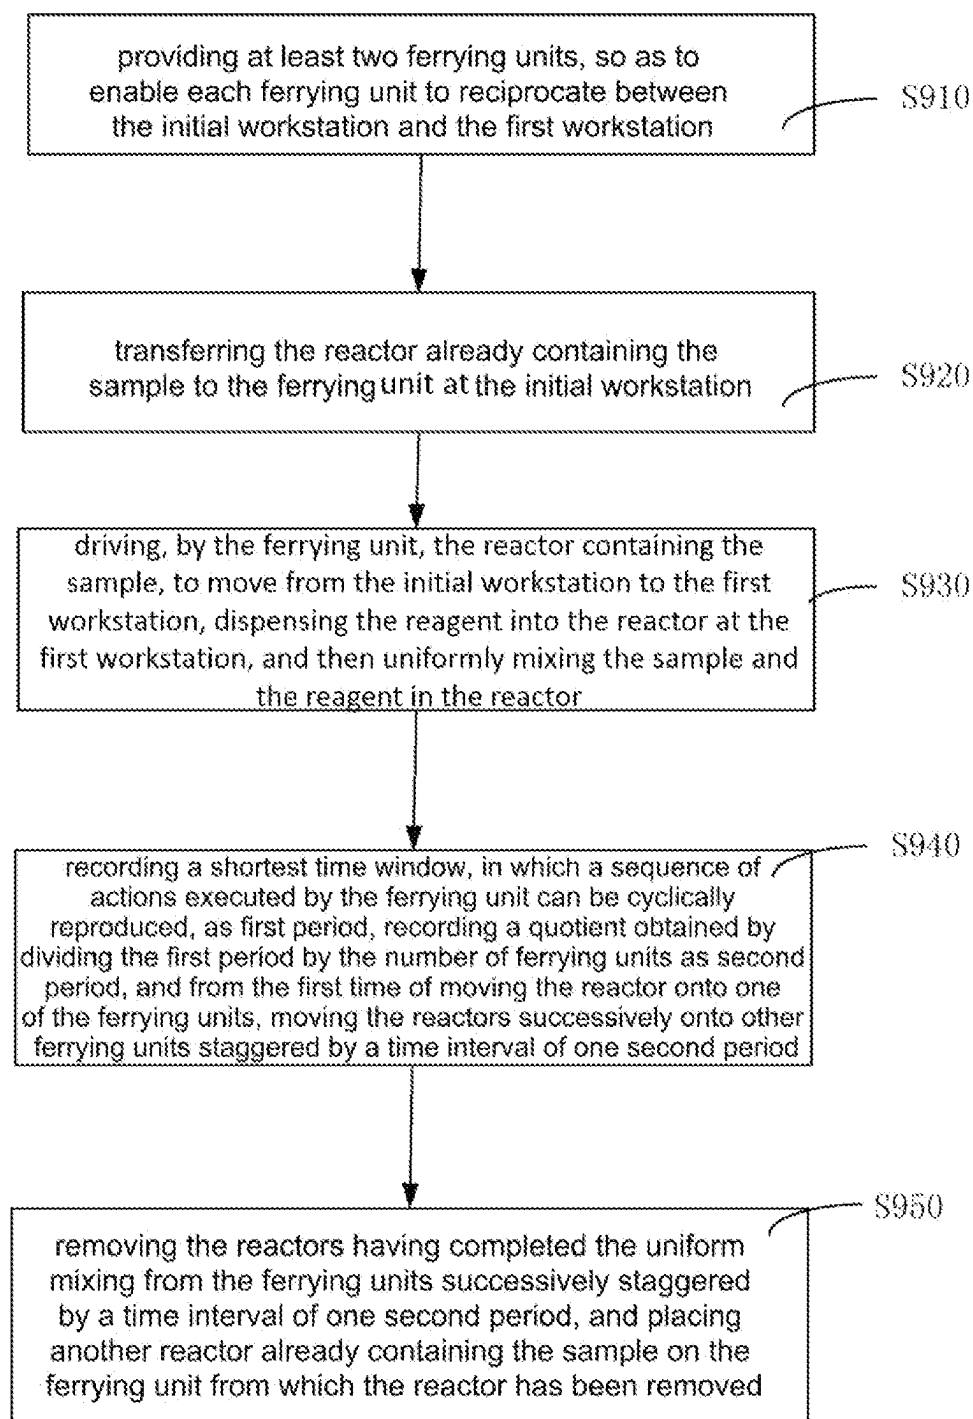 providing at least two ferrying units, so as to
enable each ferrying unit to reciprocate between
the initial workstation and the first workstation
S910
transferring the reactor already containing the
sample to the ferrying unit at the initial workstation
S920
driving, by the ferrying unit, the reactor containing the
sample, to move from the initial workstation to the first
workstation, dispensing the reagent into the reactor at the
first workstation, and then uniformly mixing the sample and
the reagent in the reactor
S930
recording a shortest time window, in which a sequence of
actions executed by the ferrying unit can be cyclically
reproduced, as first period, recording a quotient obtained by
dividing the first period by the number of ferrying units as second
period, and from the first time of moving the reactor onto one
of the ferrying units, moving the reactors successively onto other
ferrying units staggered by a time interval of one second period
S940
removing the reactors having completed the uniform
mixing from the ferrying units successively staggered
by a time interval of one second period, and placing
another reactor already containing the sample on the
ferrying unit from which the reactor has been removed
S950